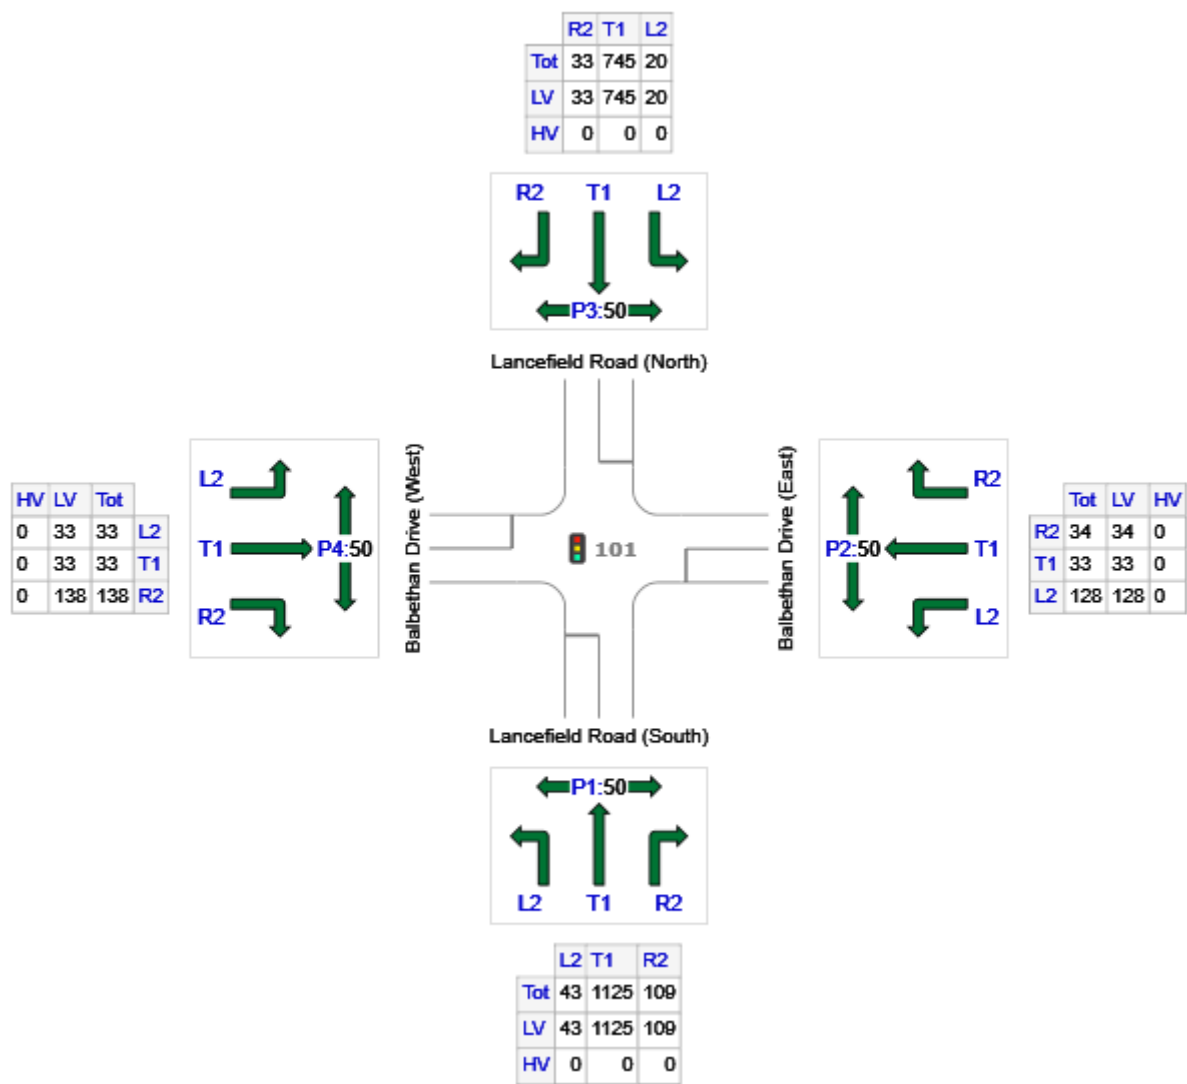 R2 T1 L2
Tot 33 745 20
LV 33 745 20
HV 0 0 0
R2 T1 L2
P3:50
Lancefield Road (North)
HV LV Tot
0 33 33 L2
0 33 33 T1
0 138 138 R2
L2
T1
P4:50
R2
Balbethan Drive (West)
101
Balbethan Drive (East)
R2
P2:50
T1
L2
Tot LV HV
R2 34 34 0
T1 33 33 0
L2 128 128 0
Lancefield Road (South)
P1:50
L2 T1 R2
L2 T1 R2
Tot 43 1125 109
LV 43 1125 109
HV 0 0 0